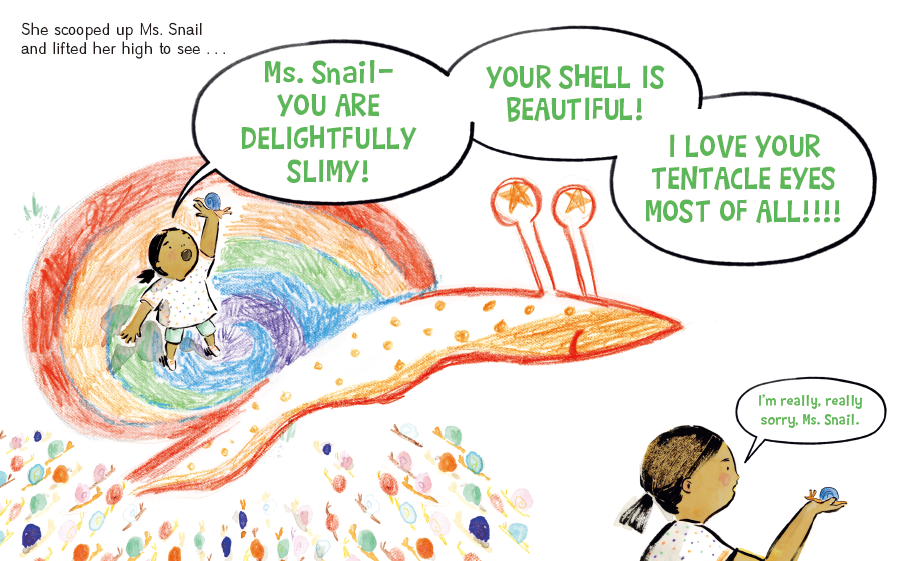 She scooped up Ms. Snail
and lifted her high to see . . .
Ms. Snail–
YOU ARE
DELIGHTFULLY
SLIMY!
YOUR SHELL IS
BEAUTIFUL!
I LOVE YOUR
TENTACLE EYES
MOST OF ALL!!!!
I'm really, really
sorry, Ms. Snail.